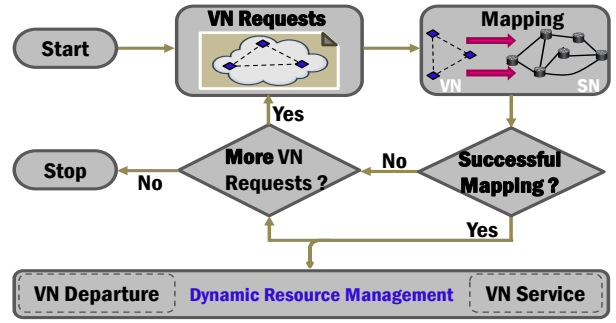 Start
VN Requests
Mapping
VN
SN
Yes
Stop
No
More VN
Requests ?
No
Successful
Mapping ?
Yes
VN Departure
Dynamic Resource Management
VN Service